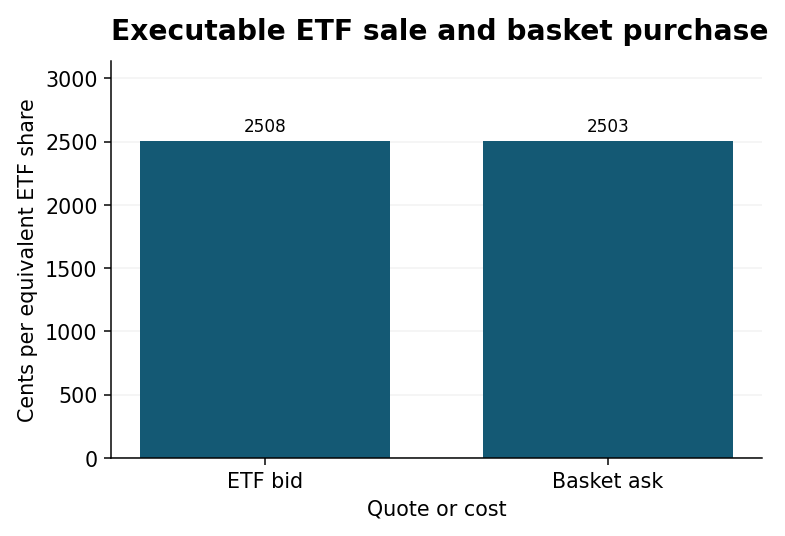 Executable ETF sale and basket purchase
Cents per equivalent ETF share
3000
2500
2000
1500
1000
500
0
2508
2503
ETF bid
Basket ask
Quote or cost